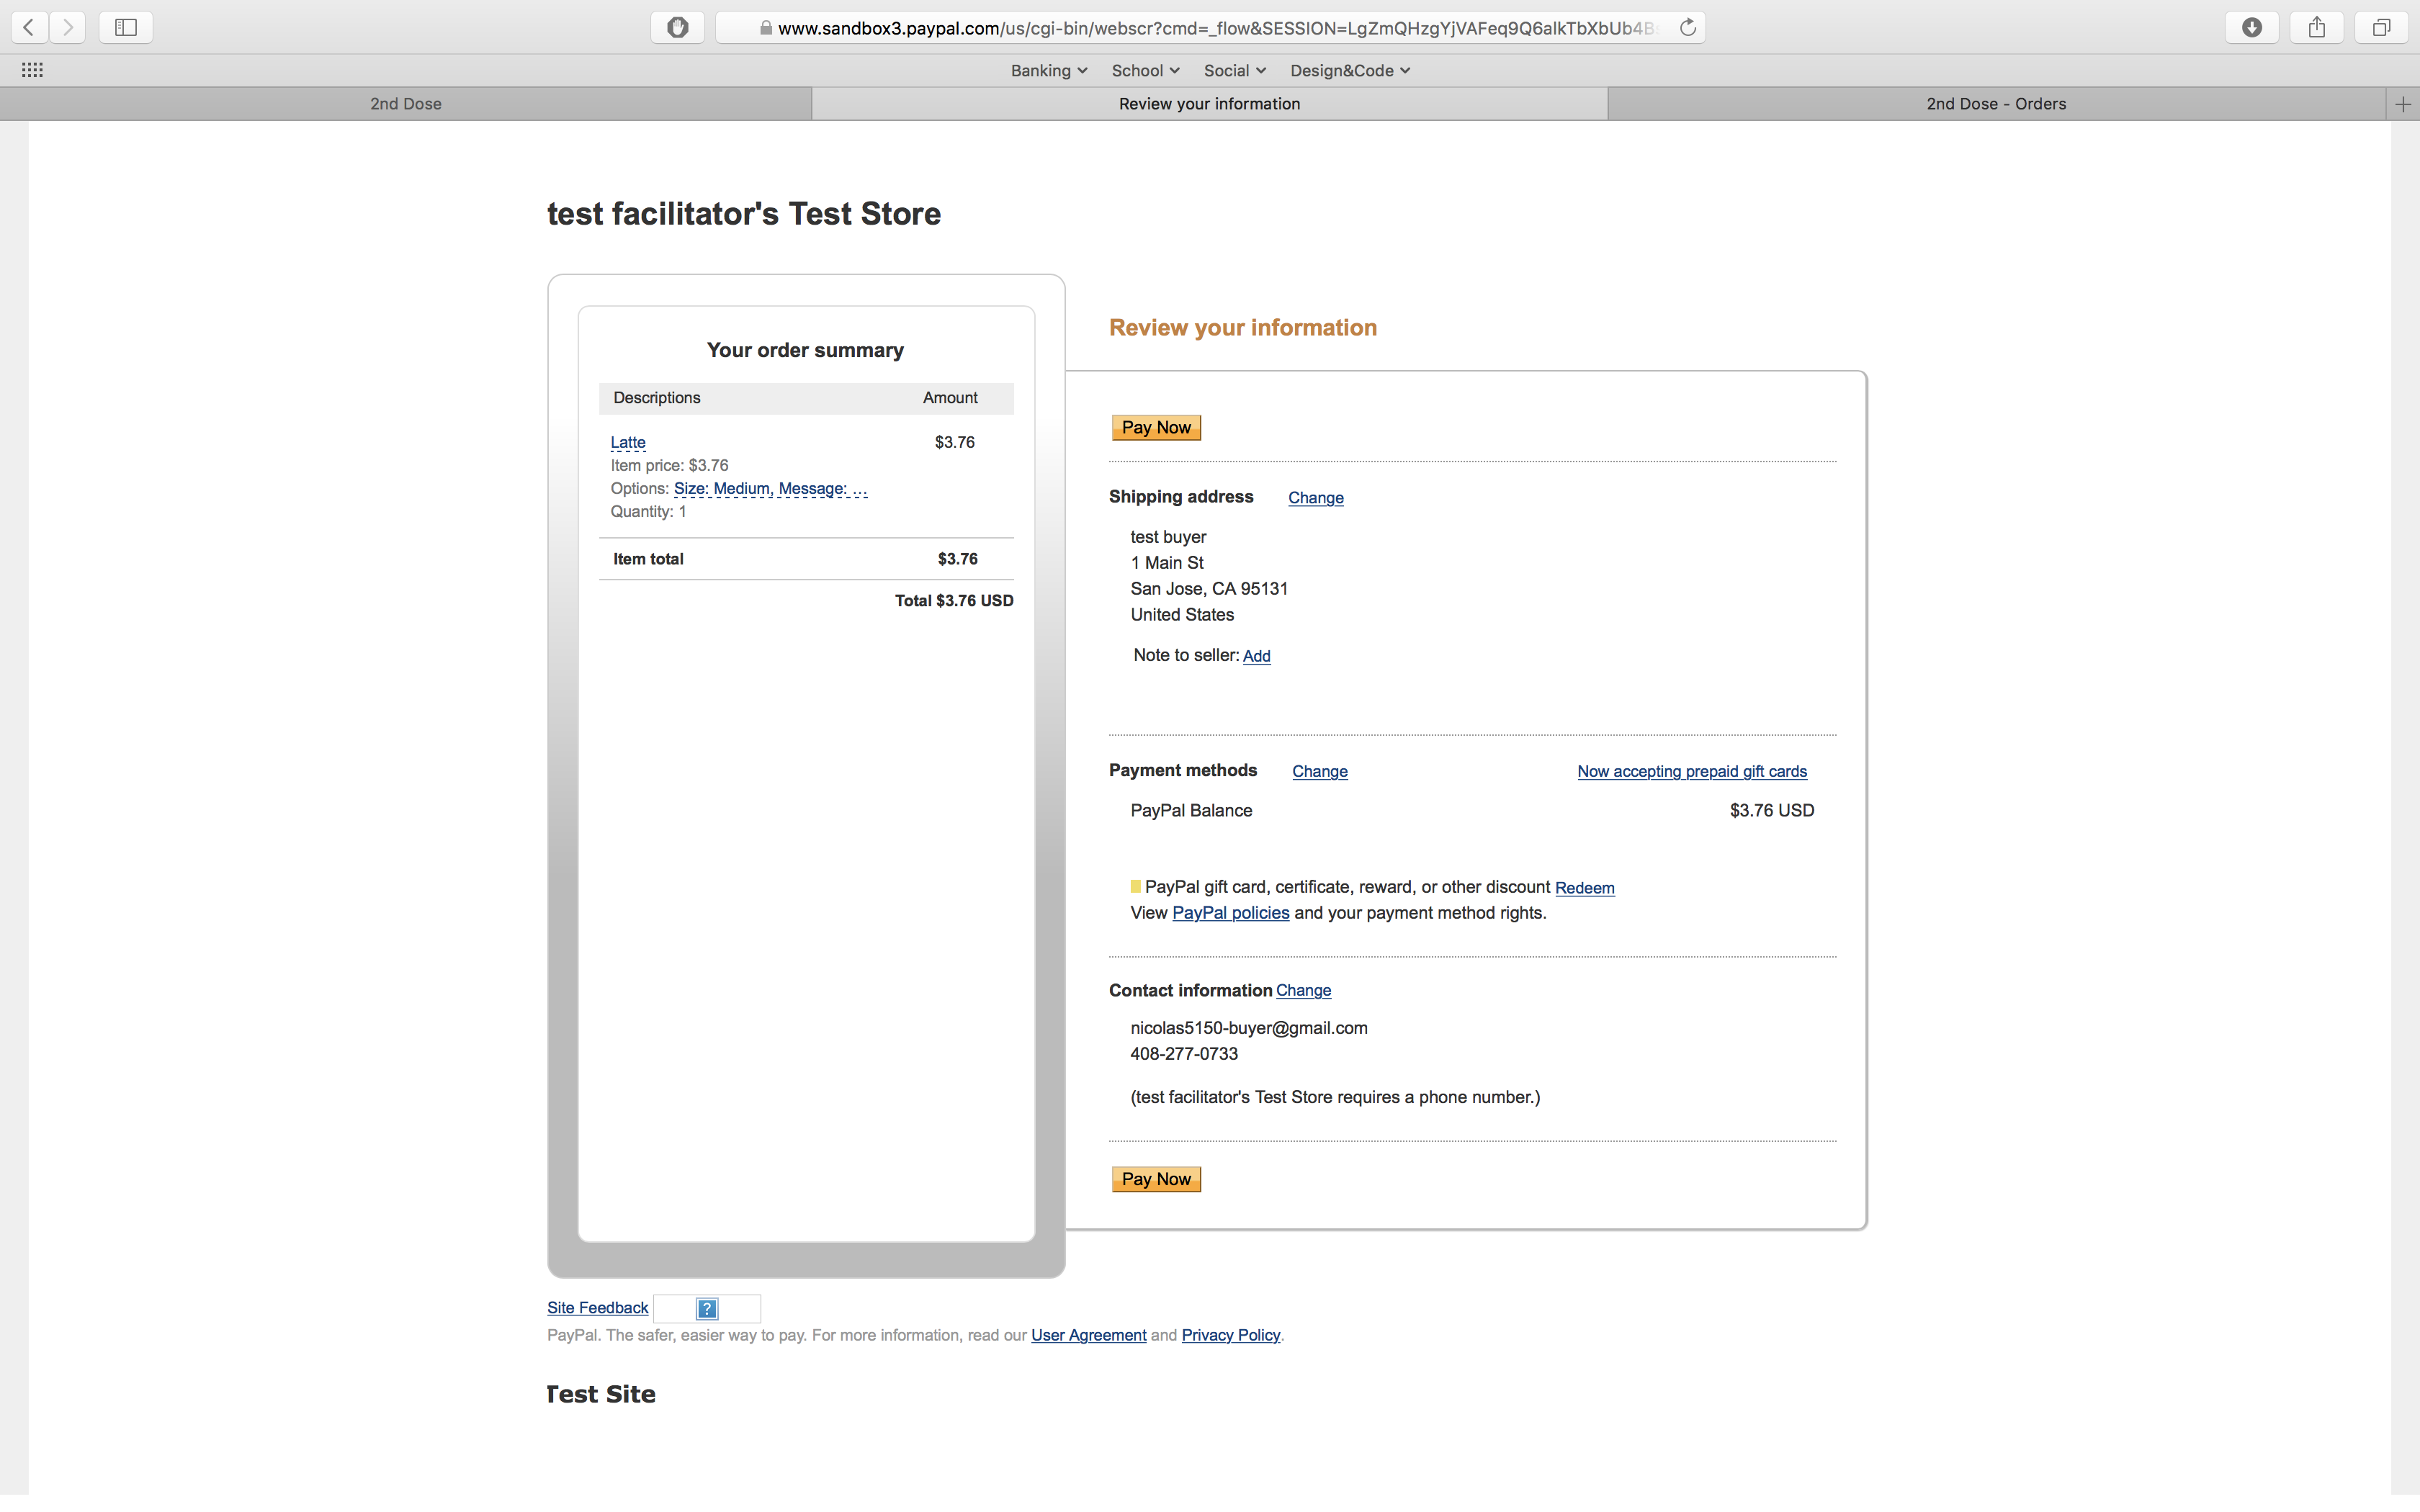 www.sandbox3.paypal.com/us/cgi-bin/webscr?cmd=_flow&SESSION=LgZmQHzgYjVAFeq9Q6alkTbXbUb4B
Banking School Social Design&Code
2nd Dose
Review your information
2nd Dose - Orders
test facilitator's Test Store
Your order summary
Descriptions Amount
Latte $3.76
Item price: $3.76
Options: Size: Medium, Message: ...
Quantity: 1
Item total $3.76
Total $3.76 USD
Review your information
Pay Now
Shipping address Change
test buyer
1 Main St
San Jose, CA 95131
United States
Note to seller: Add
Payment methods Change Now accepting prepaid gift cards
PayPal Balance $3.76 USD
PayPal gift card, certificate, reward, or other discount Redeem
View PayPal policies and your payment method rights.
Contact information Change
nicolas5150-buyer@gmail.com
408-277-0733
(test facilitator's Test Store requires a phone number.)
Pay Now
Site Feedback ?
PayPal. The safer, easier way to pay. For more information, read our User Agreement and Privacy Policy.
Test Site